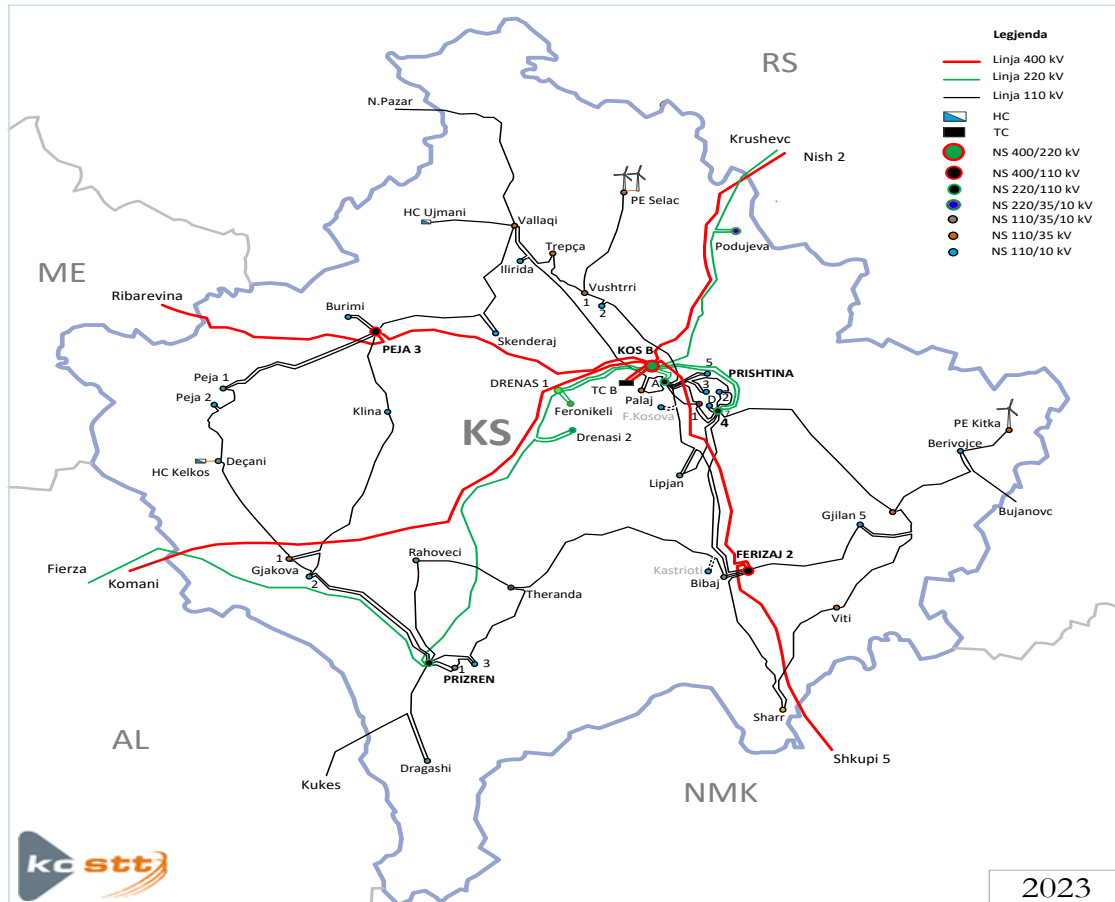 Legjenda
Linja 400 kV
Linja 220 kV
Linja 110 kV
HC
TC
NS 400/220 kV
NS 400/110 kV
NS 220/110 kV
NS 220/35/10 kV
NS 110/35/10 kV
NS 110/35 kV
NS 110/10 kV
RS
N.Pazar
Krushevc
Nish 2
PE Selac
HC Ujmani
Vallaqi
Trepça
Ilirida
Podujeva
ME
Ribarevina
Burimi
Vushtrri
1
2
PEJA 3
Skenderaj
KOS B
5
PRISHTINA
DRENAS 1
TC B
A
3
Palaj
D
2
Peja 1
Peja 2
Klina
Feronikeli
F.Kosova
1
4
KS
Drenasi 2
PE Kitka
Berivojce
HC Kelkos
Deçani
Lipjan
Bujanovc
Gjilan 5
Fierza
Komani
1
Gjakova
2
Rahoveci
Theranda
FERIZAJ 2
Kastrioti
Bibaj
Viti
1
3
PRIZREN
Sharr
AL
Dragashi
Kukes
Shkupi 5
NMK
kostt
2023